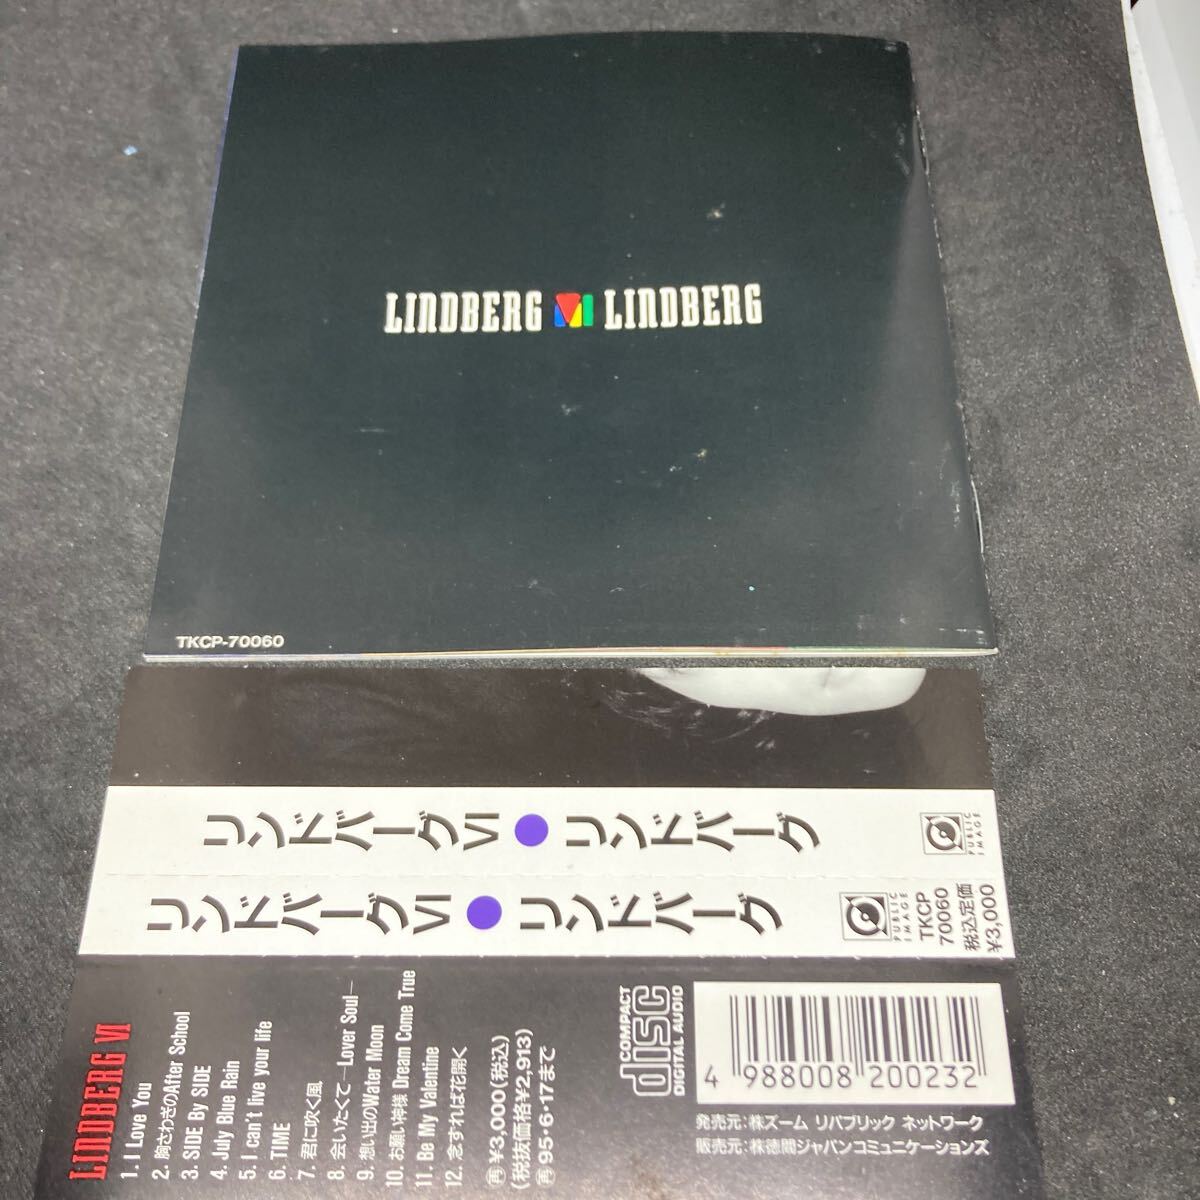 LINDBERG VI LINDBERG
TKCP-70060
リンドバーグVI●リンドバーグ
PUBLIC
IMAGE
リンドバーグVI●リンドバーグ
PUBLIC
IMAGE
TKCP
70060
税込定価
¥3,000
LINDBERG VI
1. I Love You
2. 胸さわぎのAfter School
3. SIDE By SIDE
4. July Blue Rain
5. I can't live your life
6. TIME
7. 君に吹く風
8. 会いたくて—Lover Soul—
9. 想い出のWater Moon
10. お願い神様 Dream Come True
11. Be My Valentine
12. 念ずれば花開く
再¥3,000(税込)
(税抜価格¥2,913)
再95・6・17まで
COMPACT
disc
DIGITAL AUDIO
4 988008 200232
発売元:株ズーム リパブリック ネットワーク
販売元:株徳間ジャパンコミュニケーションズ